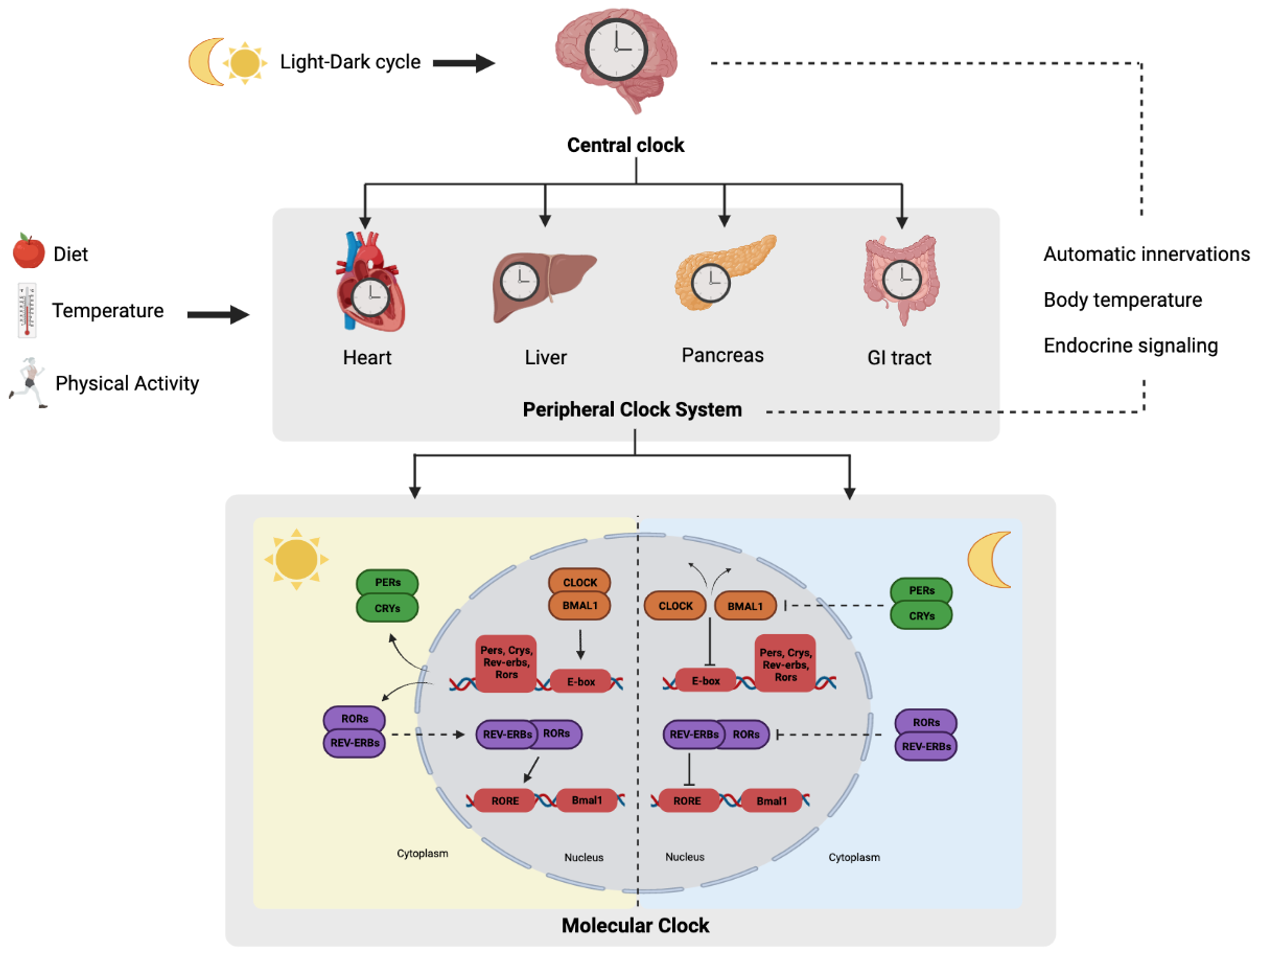 Light-Dark cycle
Central clock
Diet
Temperature
Physical Activity
Heart
Liver
Pancreas
GI tract
Peripheral Clock System
Automatic innervations
Body temperature
Endocrine signaling
PERs
CRYs
CLOCK
BMAL1
Pers, Crys,
Rev-erbs,
Rors
E-box
RORs
REV-ERBs
REV-ERBs
RORs
RORE
Bmal1
Cytoplasm
Nucleus
CLOCK
BMAL1
PERs
CRYs
E-box
Pers, Crys,
Rev-erbs,
Rors
REV-ERBs
RORs
RORs
REV-ERBs
RORE
Bmal1
Nucleus
Cytoplasm
Molecular Clock